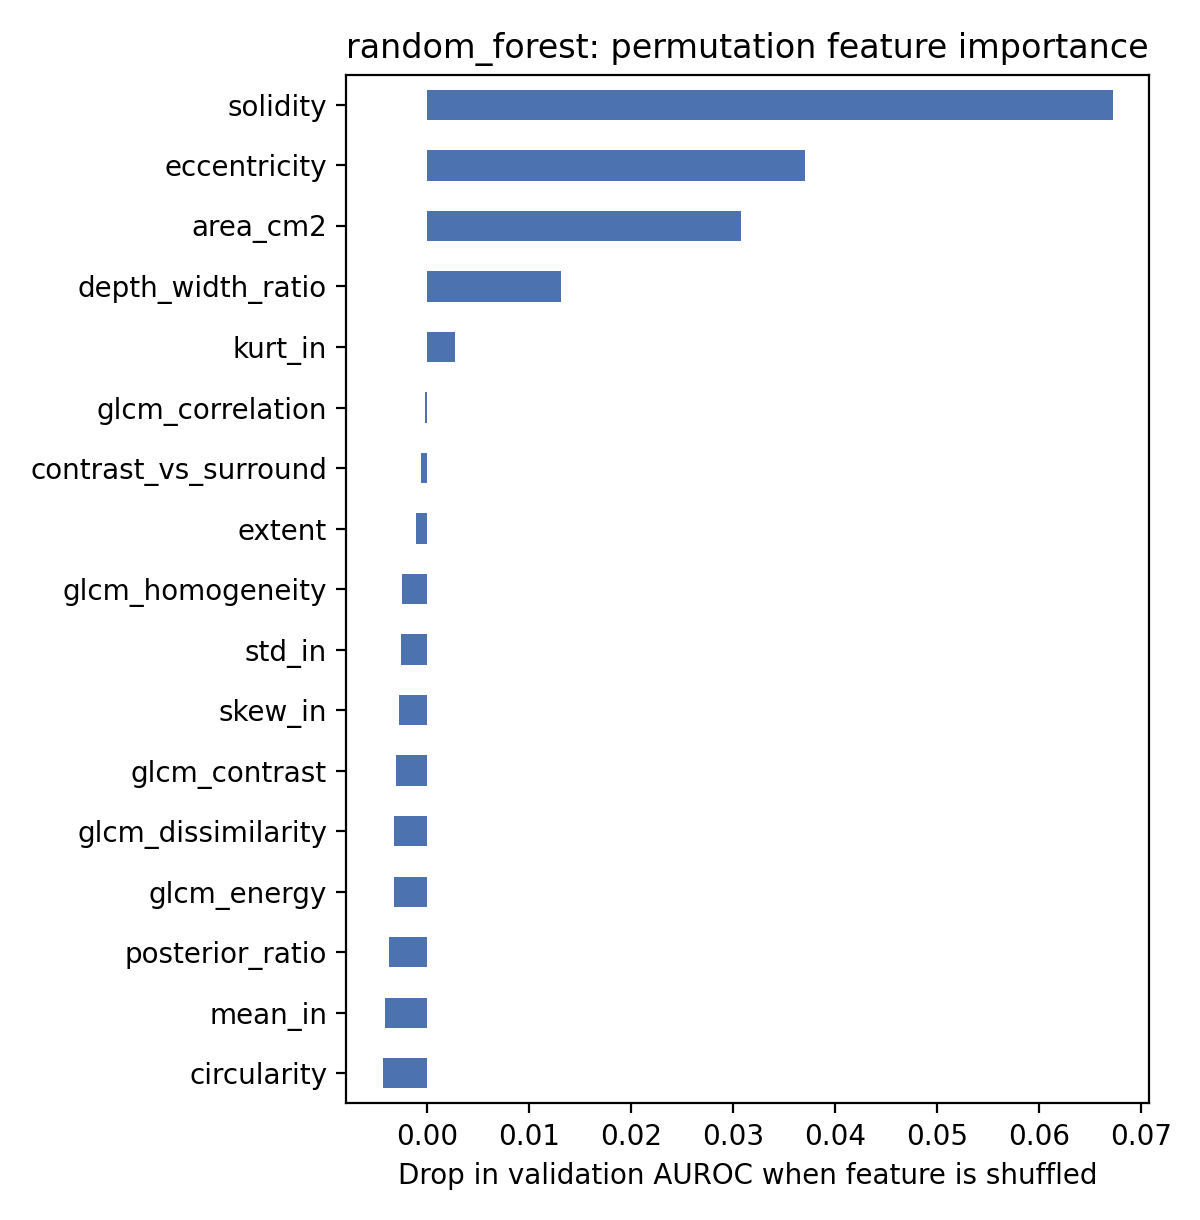 random_forest: permutation feature importance
solidity
eccentricity
area_cm2
depth_width_ratio
kurt_in
glcm_correlation
contrast_vs_surround
extent
glcm_homogeneity
std_in
skew_in
glcm_contrast
glcm_dissimilarity
glcm_energy
posterior_ratio
mean_in
circularity
0.00 0.01 0.02 0.03 0.04 0.05 0.06 0.07
Drop in validation AUROC when feature is shuffled